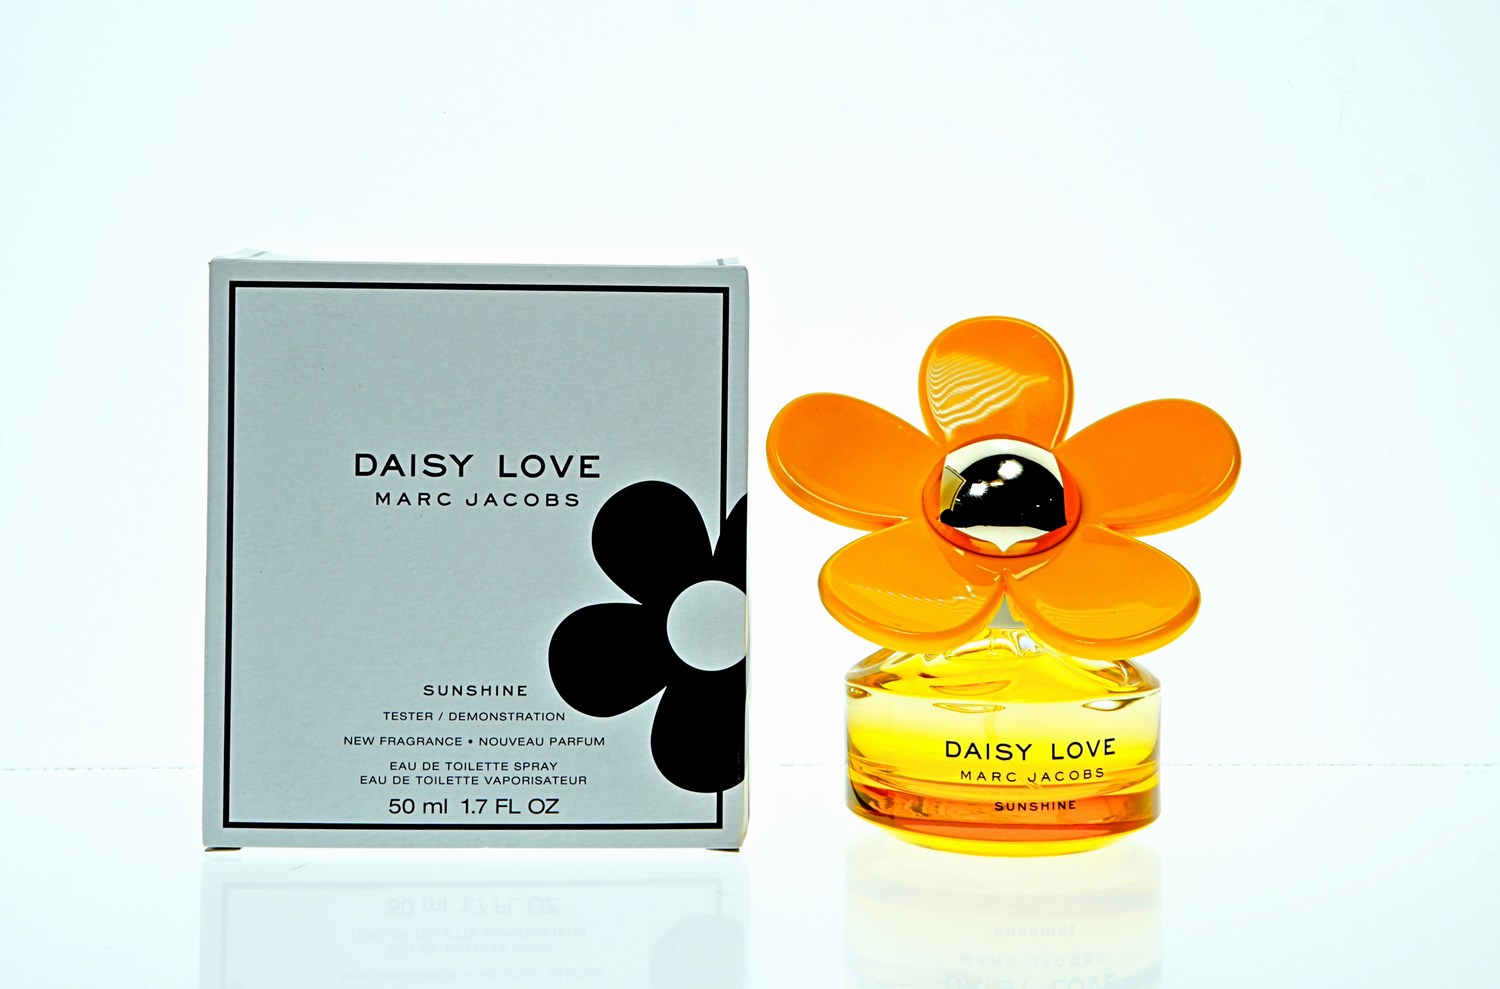 DAISY LOVE
MARC JACOBS
SUNSHINE
TESTER / DEMONSTRATION
NEW FRAGRANCE • NOUVEAU PARFUM
EAU DE TOILETTE SPRAY
EAU DE TOILETTE VAPORISATEUR
50 ml 1.7 FL OZ
DAISY LOVE
MARC JACOBS
SUNSHINE